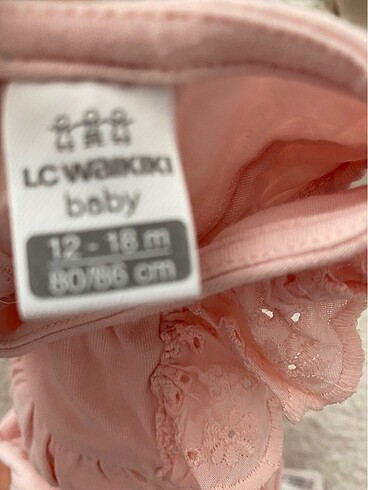 LC Waikiki
baby
12 - 18 m
80/86 cm